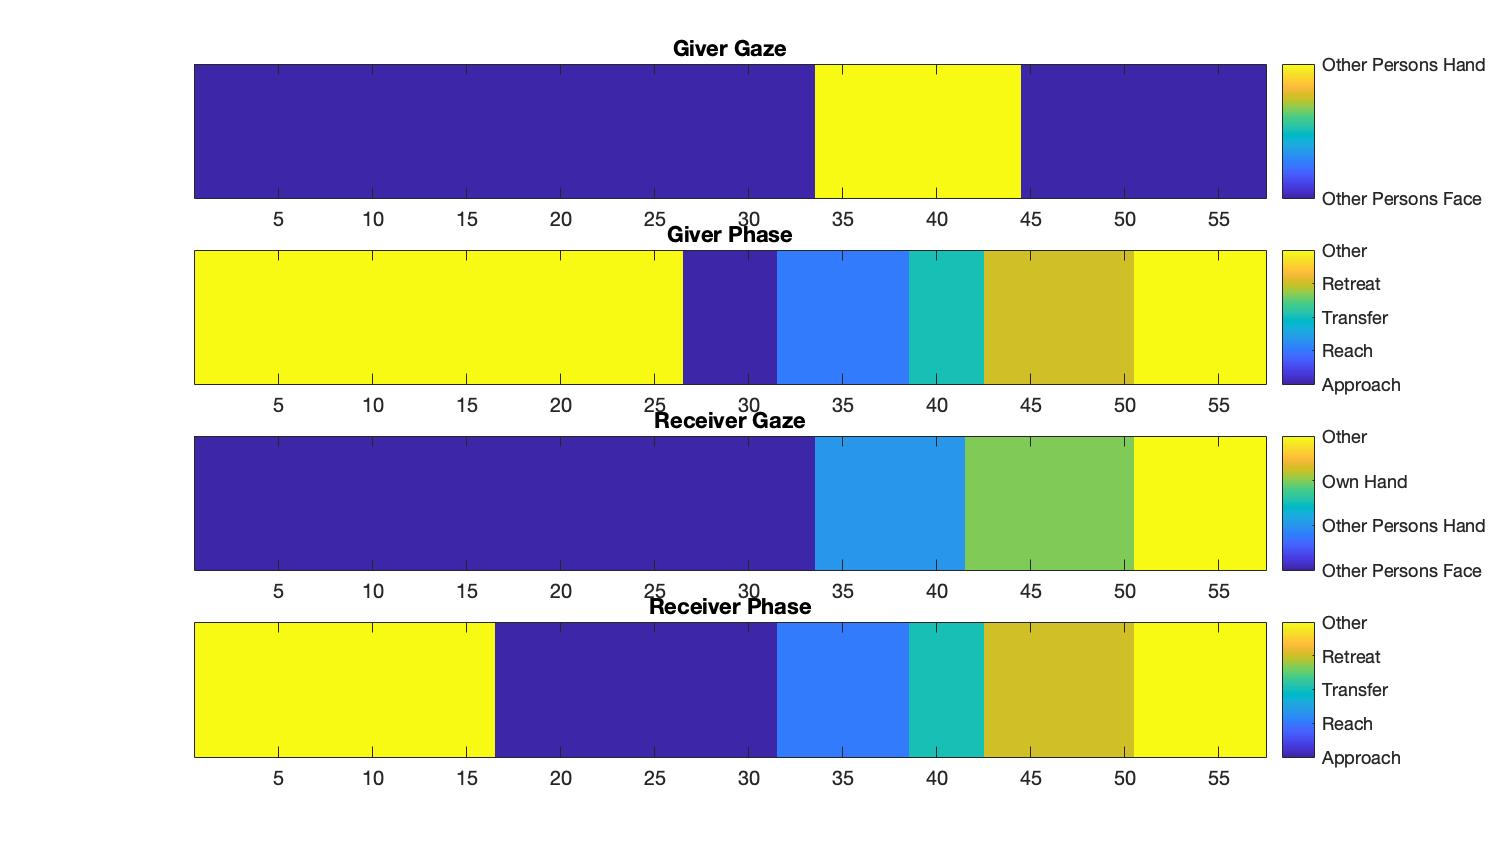 Giver Gaze
Other Persons Hand
Other Persons Face
5 10 15 20 25 30 35 40 45 50 55
Giver Phase
Other
Retreat
Transfer
Reach
Approach
5 10 15 20 25 30 35 40 45 50 55
Receiver Gaze
Other
Own Hand
Other Persons Hand
Other Persons Face
5 10 15 20 25 30 35 40 45 50 55
Receiver Phase
Other
Retreat
Transfer
Reach
Approach
5 10 15 20 25 30 35 40 45 50 55